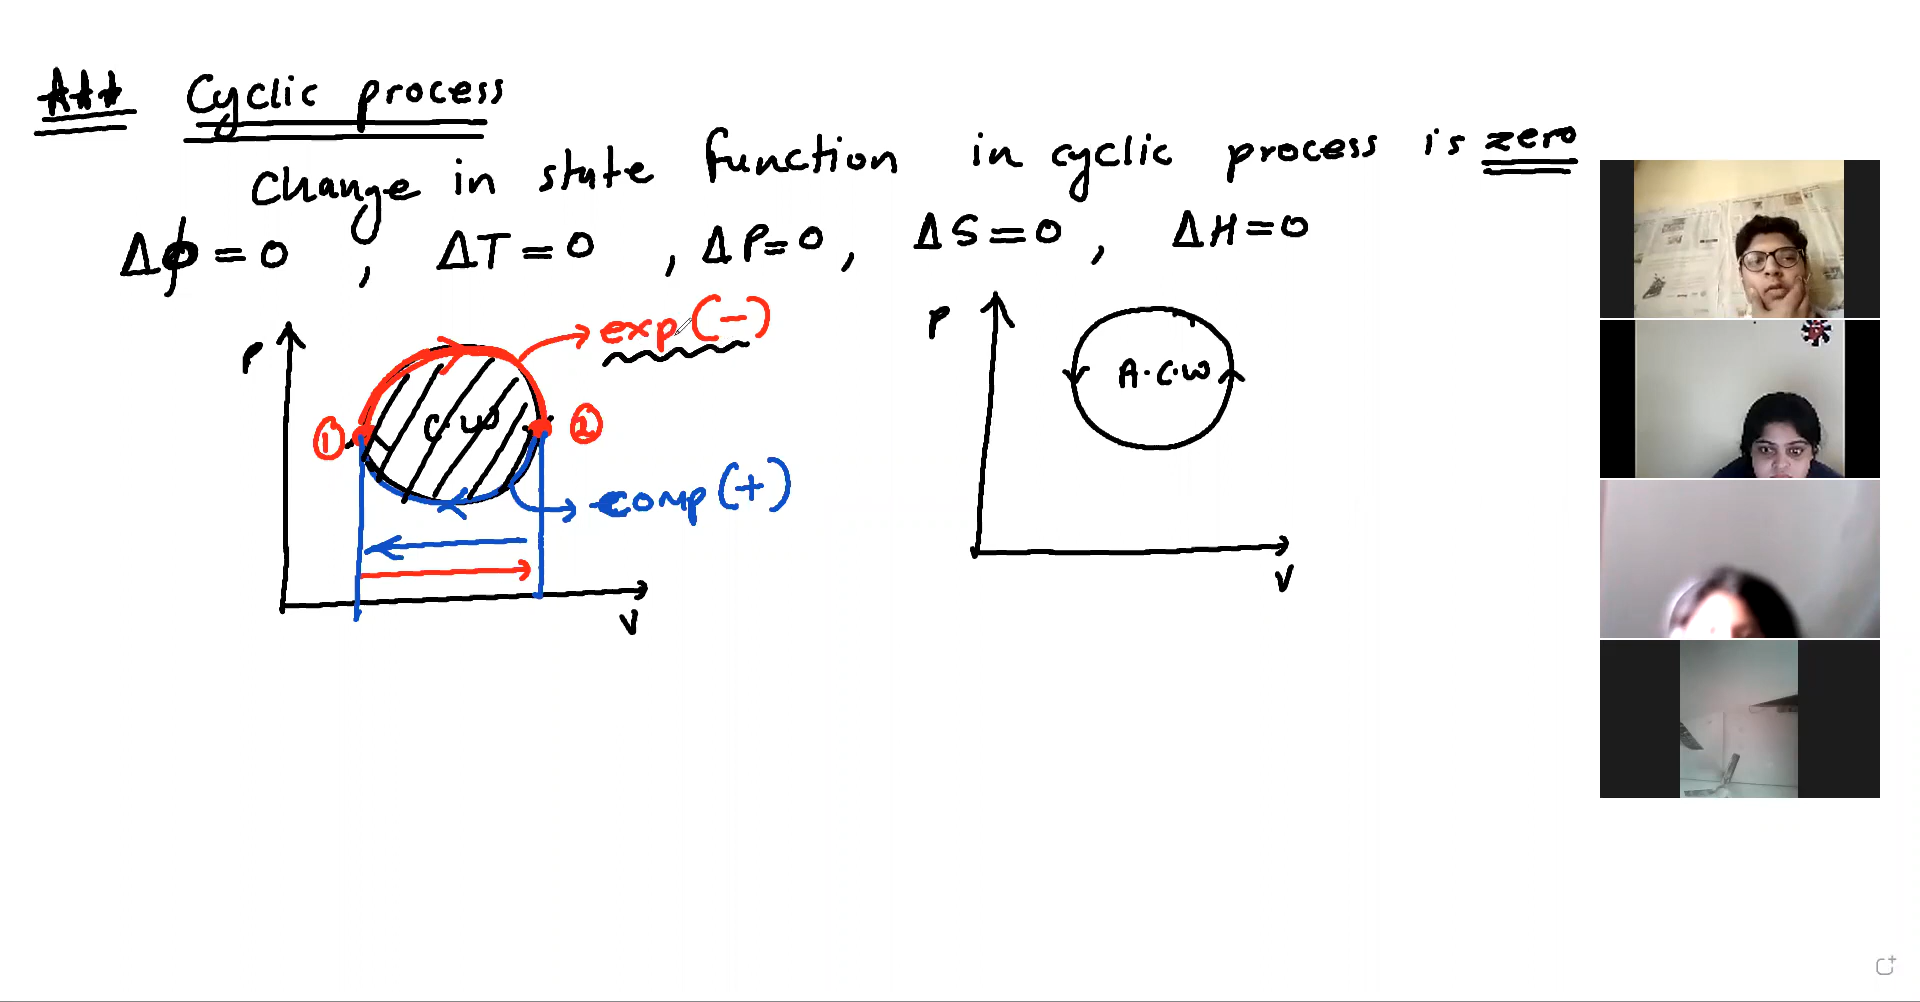 Cyclic process
Change in state function in cyclic process is zero
Δϕ = 0 , ΔT = 0 , ΔP = 0 , ΔS = 0 , ΔH = 0
P
exp (-)
① C.W ②
comp (+)
V
P
A.C.W
V